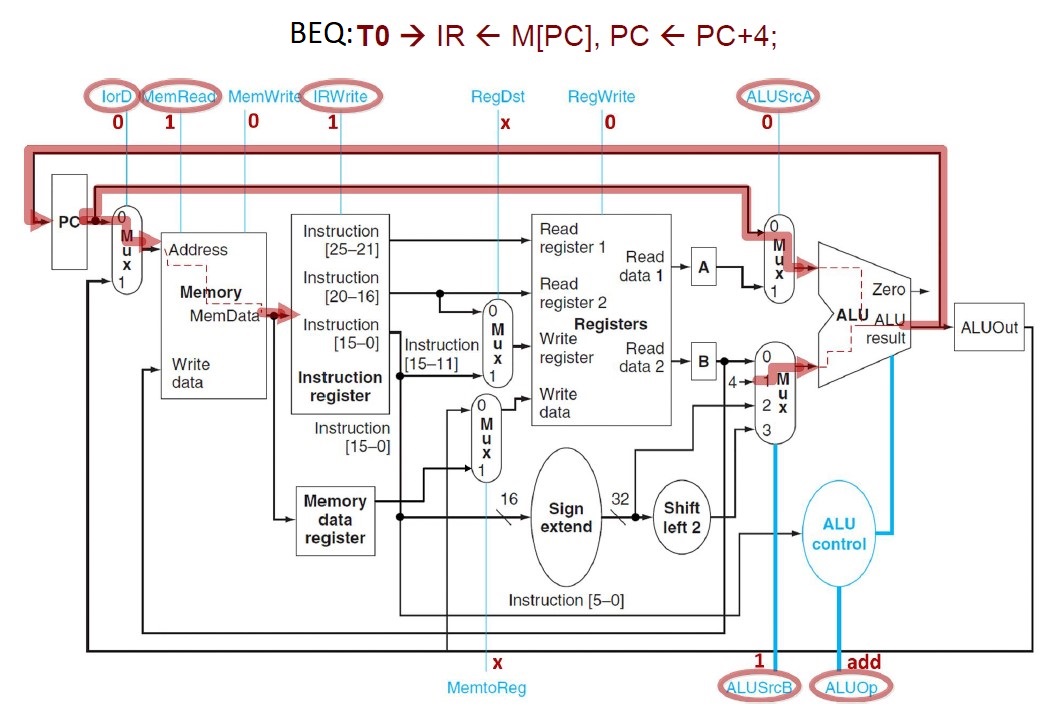 BEQ: T0 → IR ← M[PC], PC ← PC+4;
IorD MemRead MemWrite IRWrite RegDst RegWrite ALUSrcA
0 1 0 1 x 0 0
PC
0
M
u
x
1
Address
Memory
MemData
Write
data
Instruction
[25–21]
Instruction
[20–16]
Instruction
[15–0]
Instruction
register
Instruction
[15–0]
Memory
data
register
Instruction
[15–11]
0
M
u
x
1
0
M
u
x
1
Read
register 1
Read
register 2
Registers
Write
register
Write
data
Read
data 1
Read
data 2
A
B
4
0
M
u
x
1
0
1
M
u
x
2
3
Zero
ALU
ALU
result
ALUOut
16
Sign
extend
32
Shift
left 2
ALU
control
Instruction [5–0]
x 1 add
MemtoReg ALUSrcB ALUOp